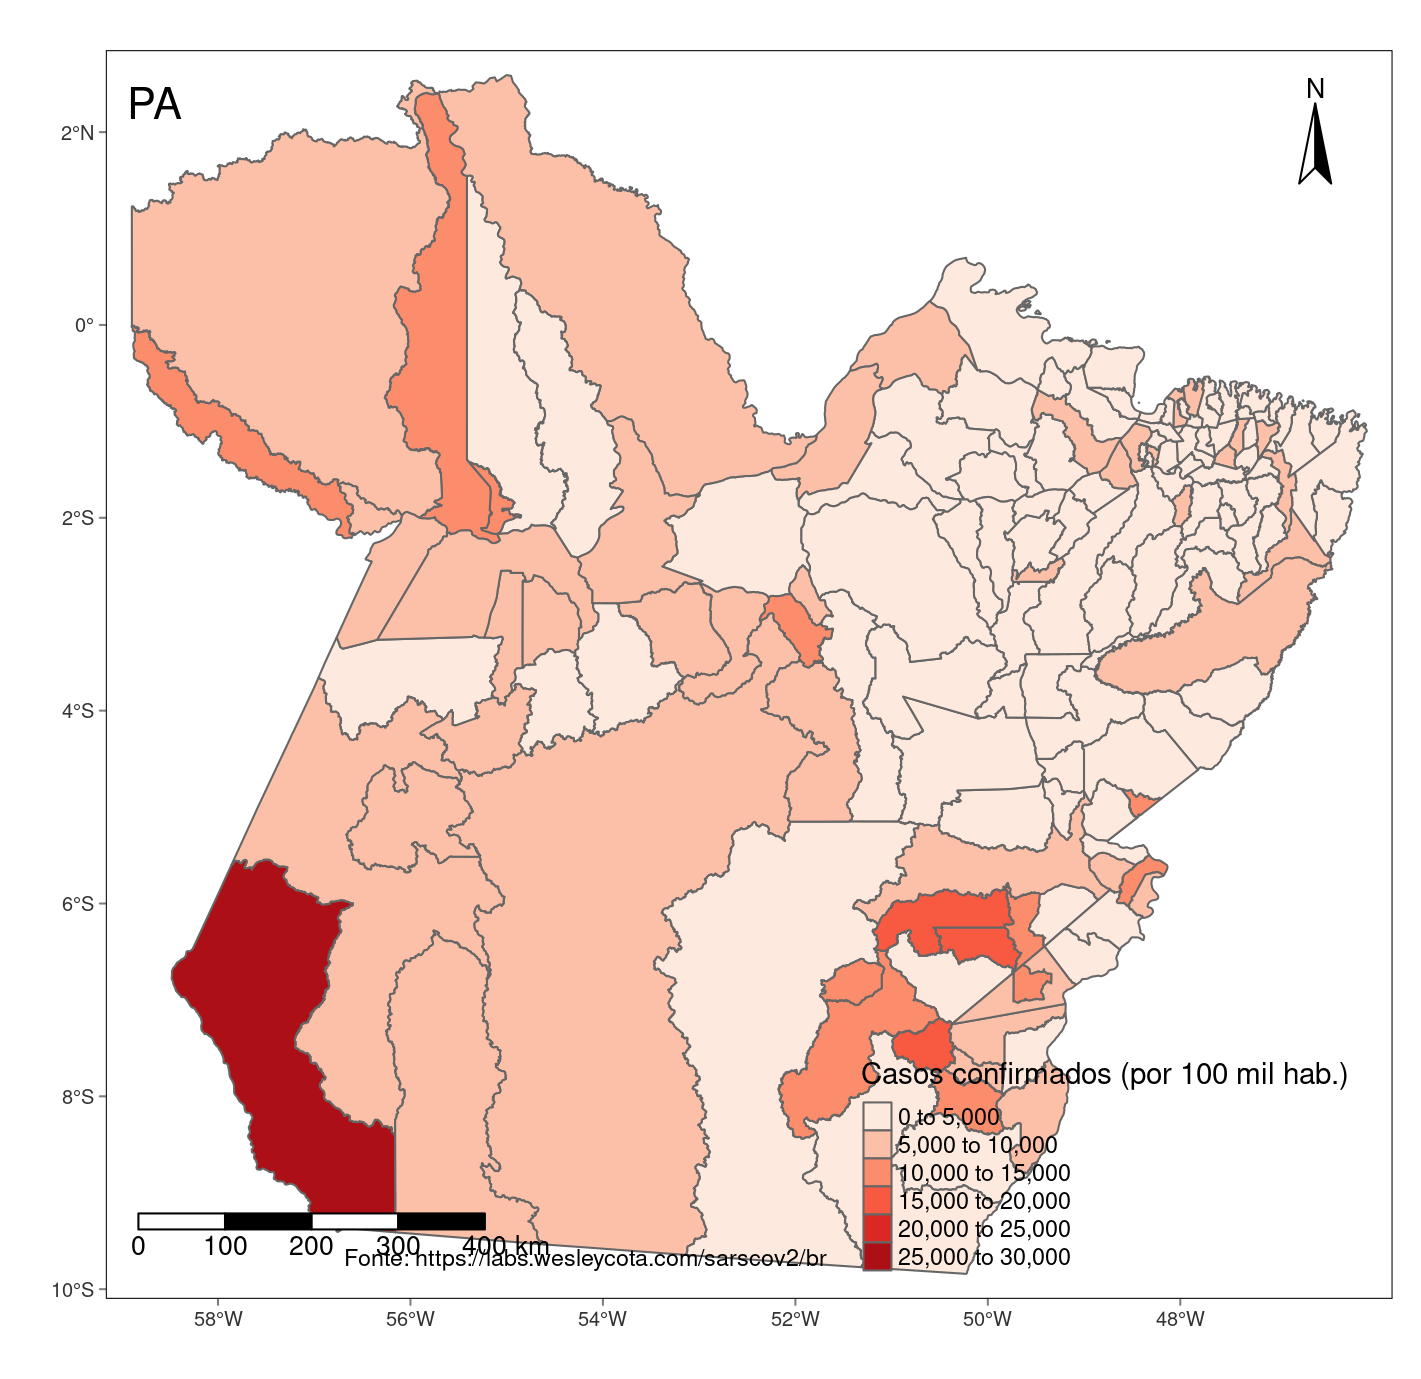 PA
N
2°N
0°
2°S
4°S
6°S
8°S
10°S
Casos confirmados (por 100 mil hab.)
0 to 5,000
5,000 to 10,000
10,000 to 15,000
15,000 to 20,000
20,000 to 25,000
25,000 to 30,000
0 100 200 300 400 km
Fonte: https://labs.wesleycota.com/sarscov2/br
58°W 56°W 54°W 52°W 50°W 48°W